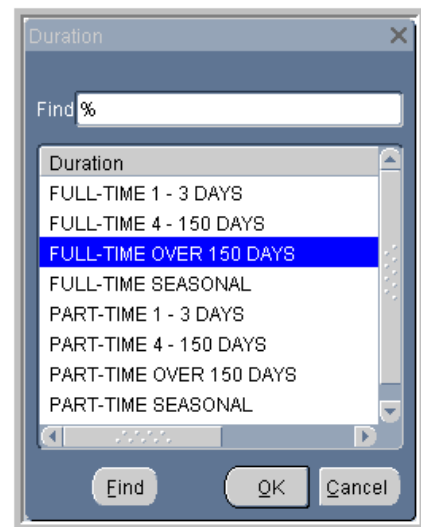 Duration
Find %
Duration
FULL-TIME 1 - 3 DAYS
FULL-TIME 4 - 150 DAYS
FULL-TIME OVER 150 DAYS
FULL-TIME SEASONAL
PART-TIME 1 - 3 DAYS
PART-TIME 4 - 150 DAYS
PART-TIME OVER 150 DAYS
PART-TIME SEASONAL
Find OK Cancel